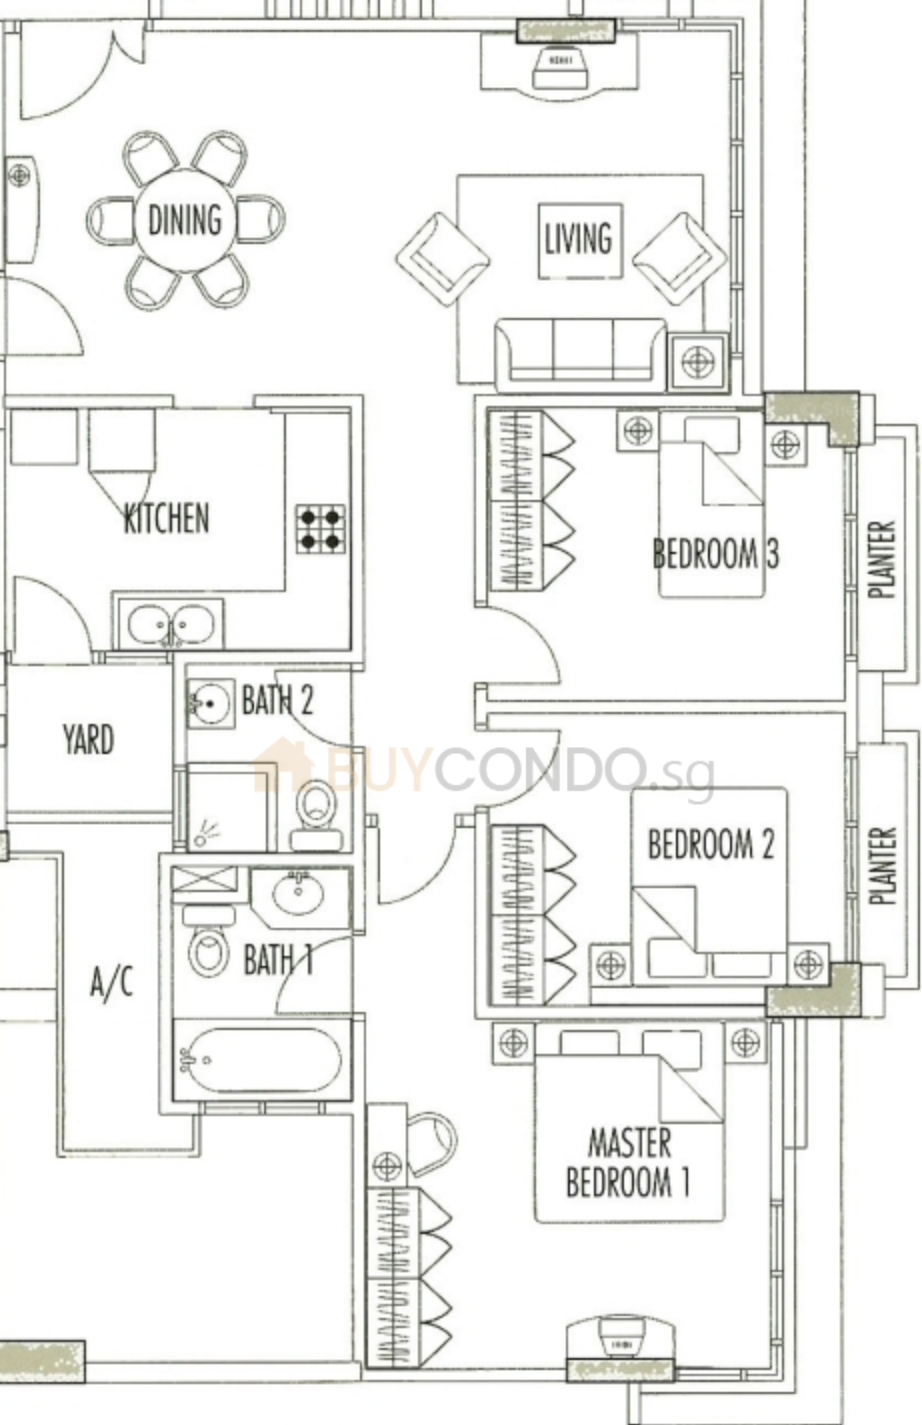 DINING
LIVING
KITCHEN
BEDROOM 3
PLANTER
BATH 2
YARD
BUYCONDO.sg
BEDROOM 2
PLANTER
BATH 1
A/C
MASTER
BEDROOM 1